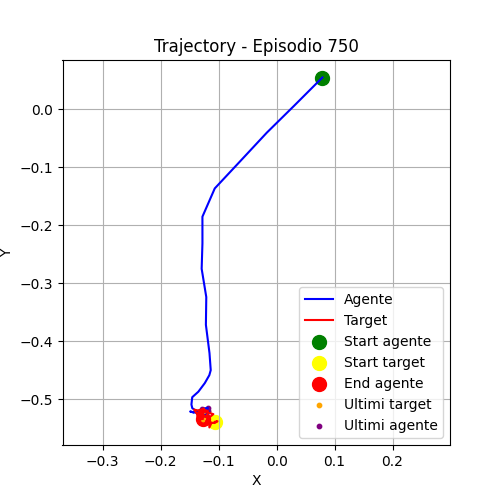 Trajectory - Episodio 750
0.0
−0.1
−0.2
−0.3
−0.4
−0.5
Y
Agente
Target
Start agente
Start target
End agente
Ultimi target
Ultimi agente
−0.3 −0.2 −0.1 0.0 0.1 0.2
X